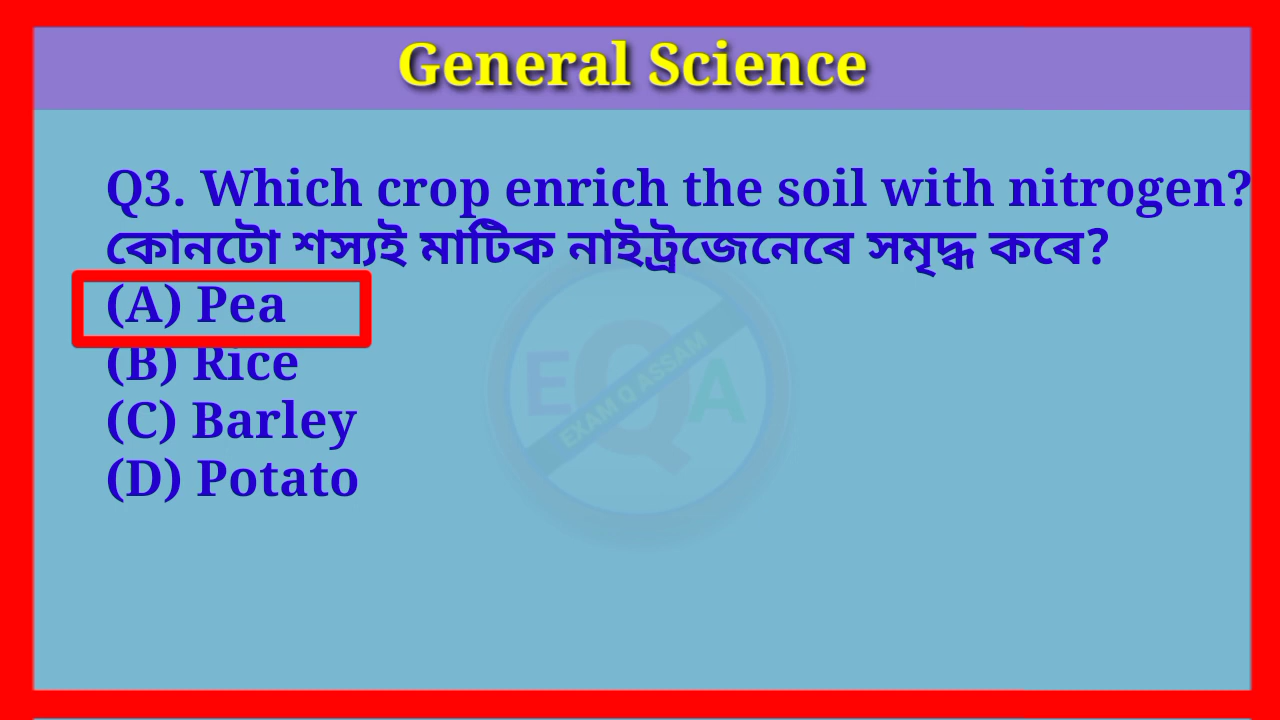 General Science
Q3. Which crop enrich the soil with nitrogen?
কোনটো শস্যই মাটিক নাইট্ৰজেনেৰে সমৃদ্ধ কৰে?
(A) Pea
(B) Rice
(C) Barley
(D) Potato
EQA
EXAM Q ASSAM